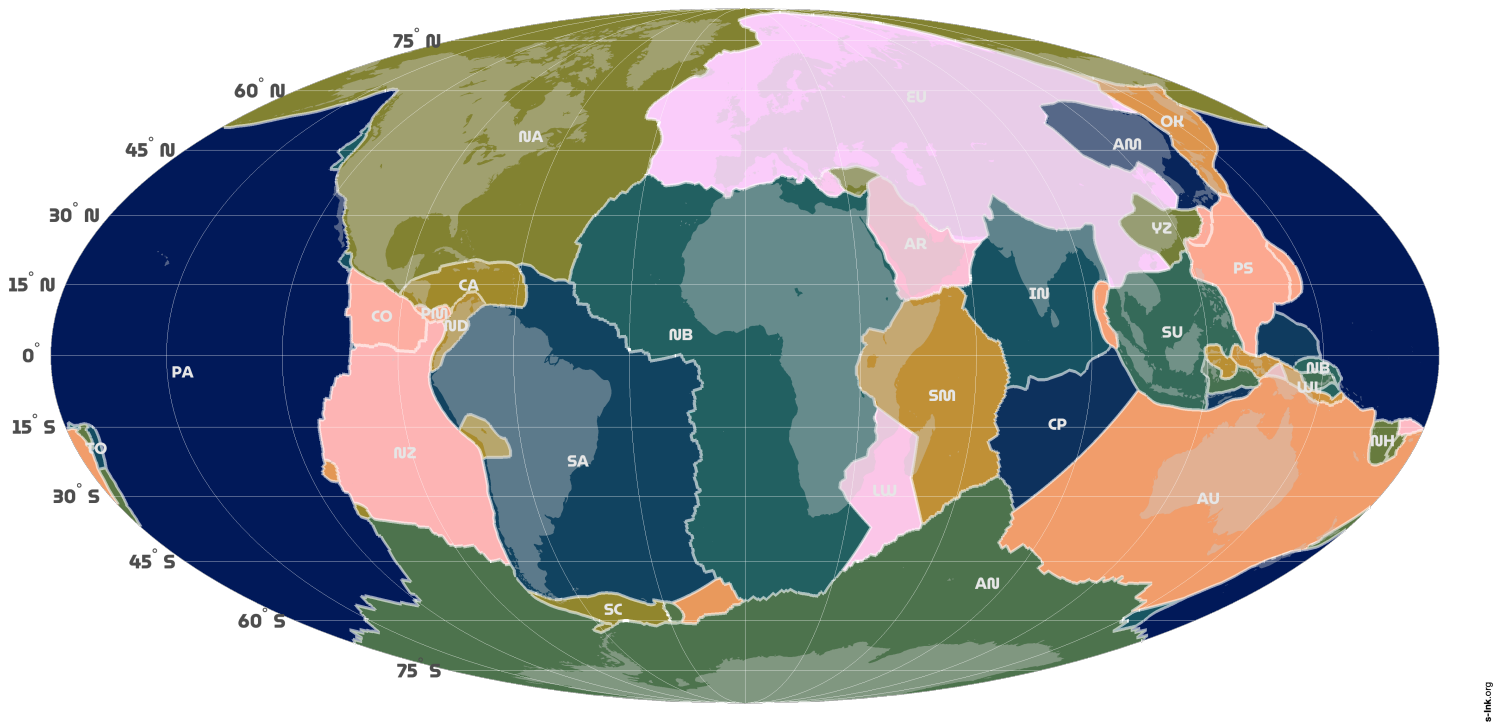 75° N
60° N
EU
OK
NA
45° N
AM
30° N
YZ
AR
PS
15° N
CA
IN
CO
PM
ND
NB
SU
0°
PA
NB
WL
SM
15° S
CP
TO
NZ
SA
NH
30° S
LW
AU
45° S
AN
60° S
SC
75° S
s-ink.org